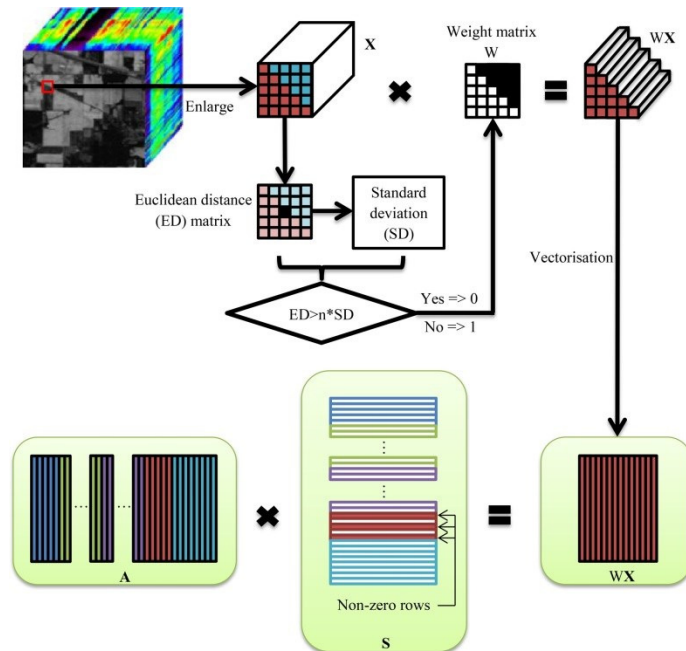 Weight matrix
W
X
WX
Enlarge
Euclidean distance
(ED) matrix
Standard
deviation
(SD)
Vectorisation
ED>n*SD
Yes => 0
No => 1
...
...
...
...
Non-zero rows
A
S
WX